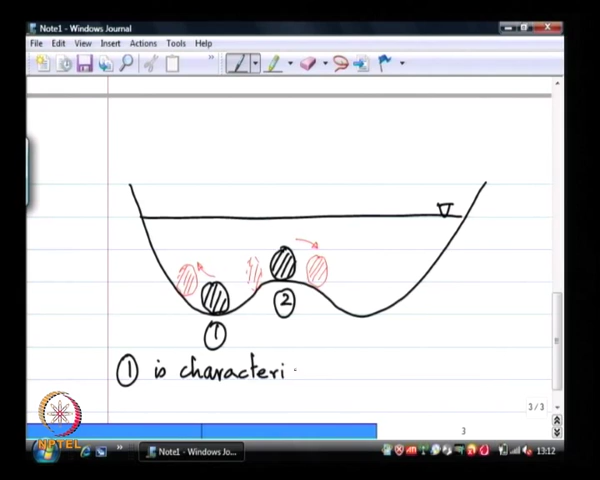 Note1 - Windows Journal
File Edit View Insert Actions Tools Help
1
2
1 is characteri
3 / 3
3
NPTEL
Note1 - Windows Jo...
13:12